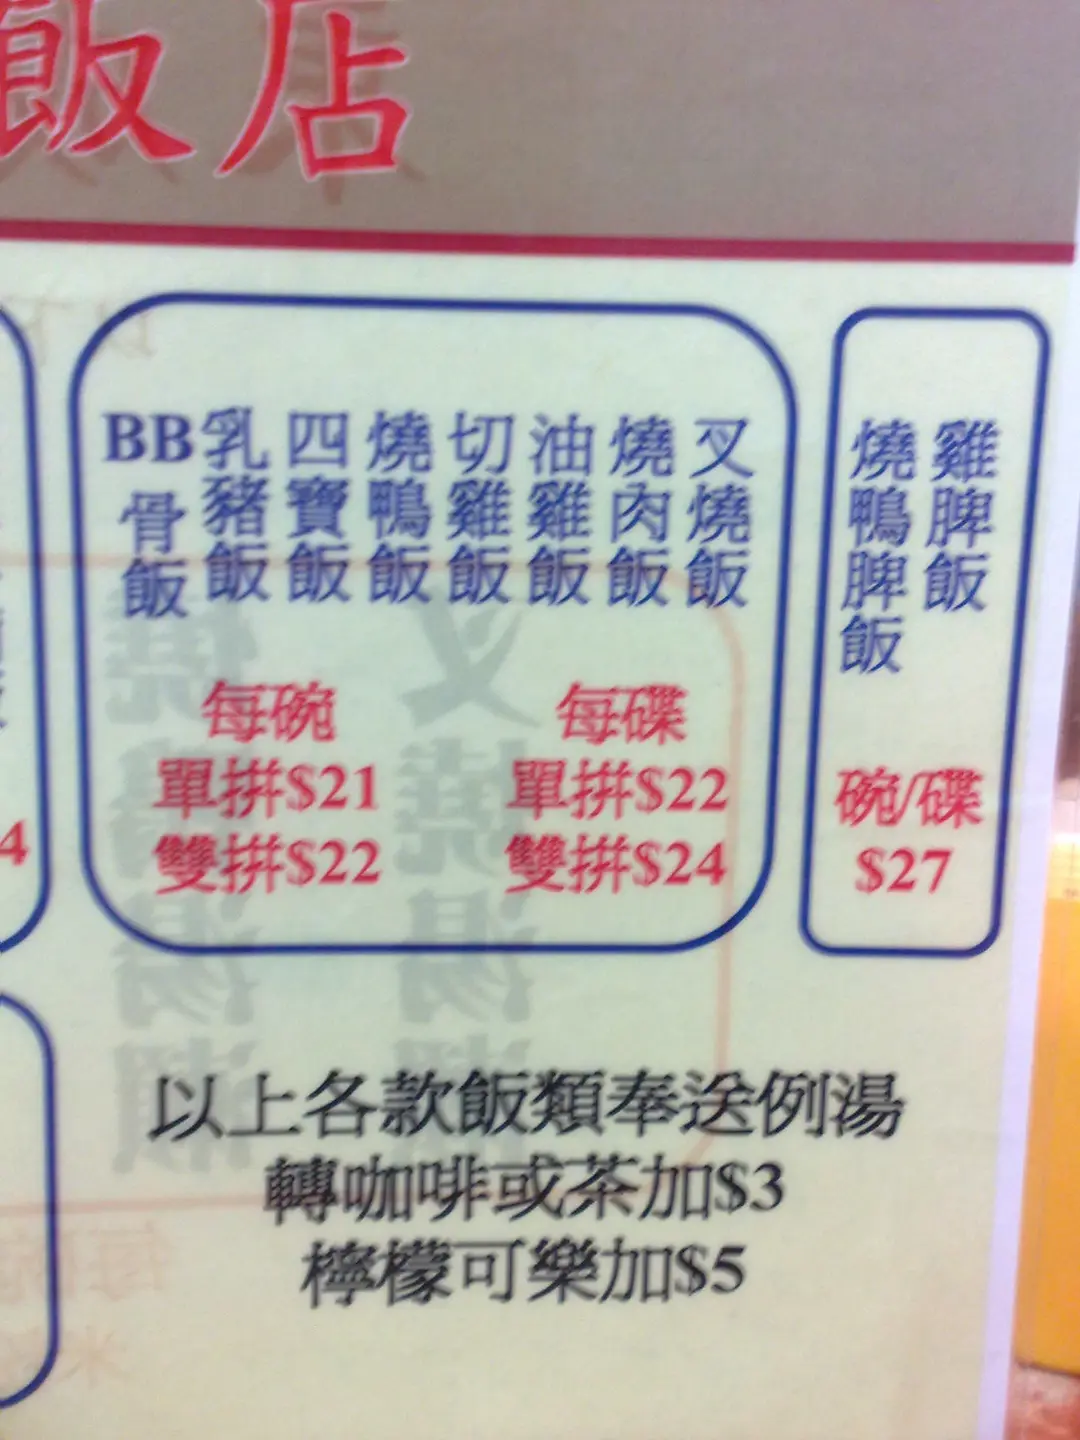 飯店
叉燒飯
燒肉飯
油雞飯
切雞飯
燒鴨飯
四寶飯
乳豬飯
BB骨飯
每碗
單拼$21
雙拼$22
每碟
單拼$22
雙拼$24
雞脾飯
燒鴨脾飯
碗/碟
$27
以上各款飯類奉送例湯
轉咖啡或茶加$3
檸檬可樂加$5
4